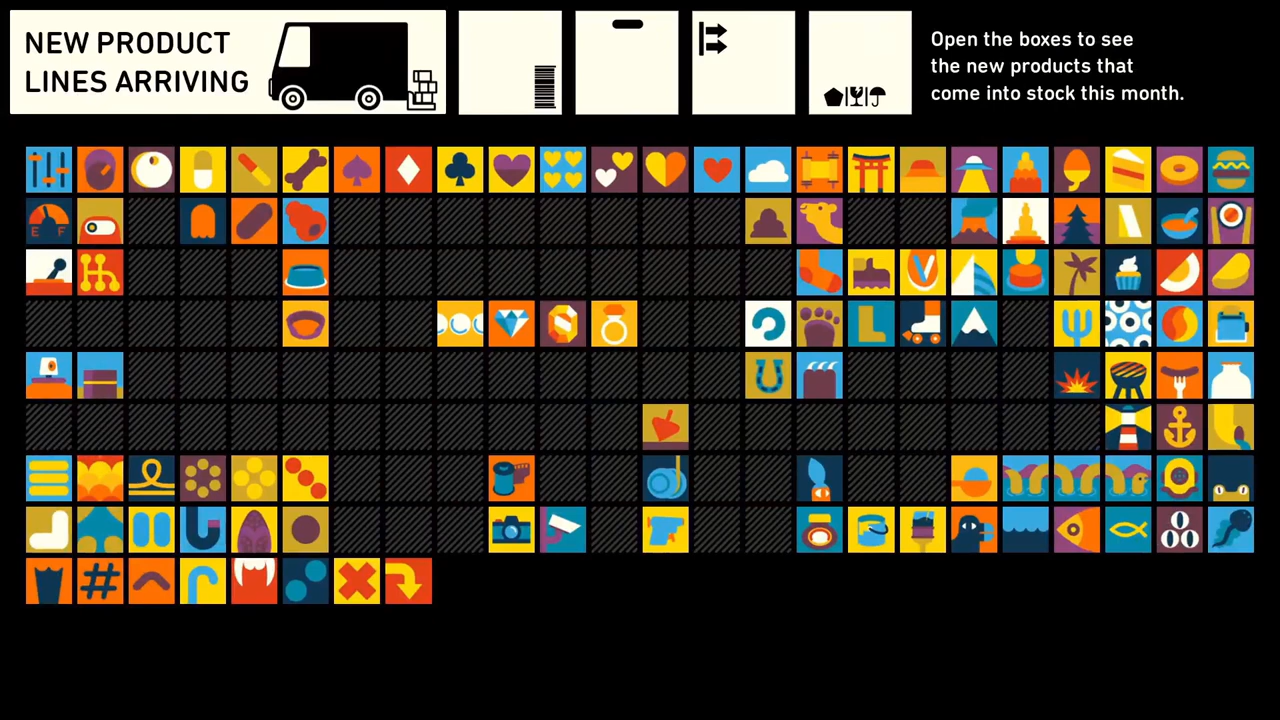 NEW PRODUCT
LINES ARRIVING
Open the boxes to see
the new products that
come into stock this month.
E F
V
#